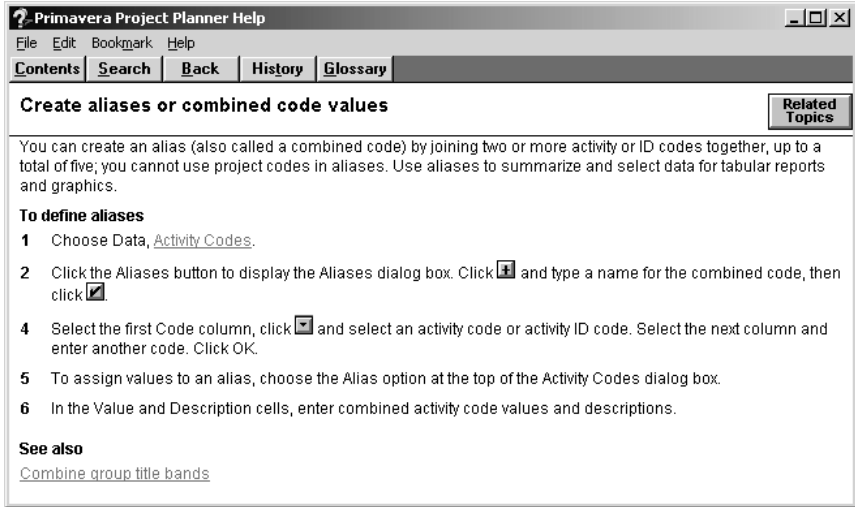 Primavera Project Planner Help
File Edit Bookmark Help
Contents Search Back History Glossary
Create aliases or combined code values
Related
Topics
You can create an alias (also called a combined code) by joining two or more activity or ID codes together, up to a
total of five; you cannot use project codes in aliases. Use aliases to summarize and select data for tabular reports
and graphics.
To define aliases
1 Choose Data, Activity Codes.
2 Click the Aliases button to display the Aliases dialog box. Click and type a name for the combined code, then
click .
4 Select the first Code column, click and select an activity code or activity ID code. Select the next column and
enter another code. Click OK.
5 To assign values to an alias, choose the Alias option at the top of the Activity Codes dialog box.
6 In the Value and Description cells, enter combined activity code values and descriptions.
See also
Combine group title bands